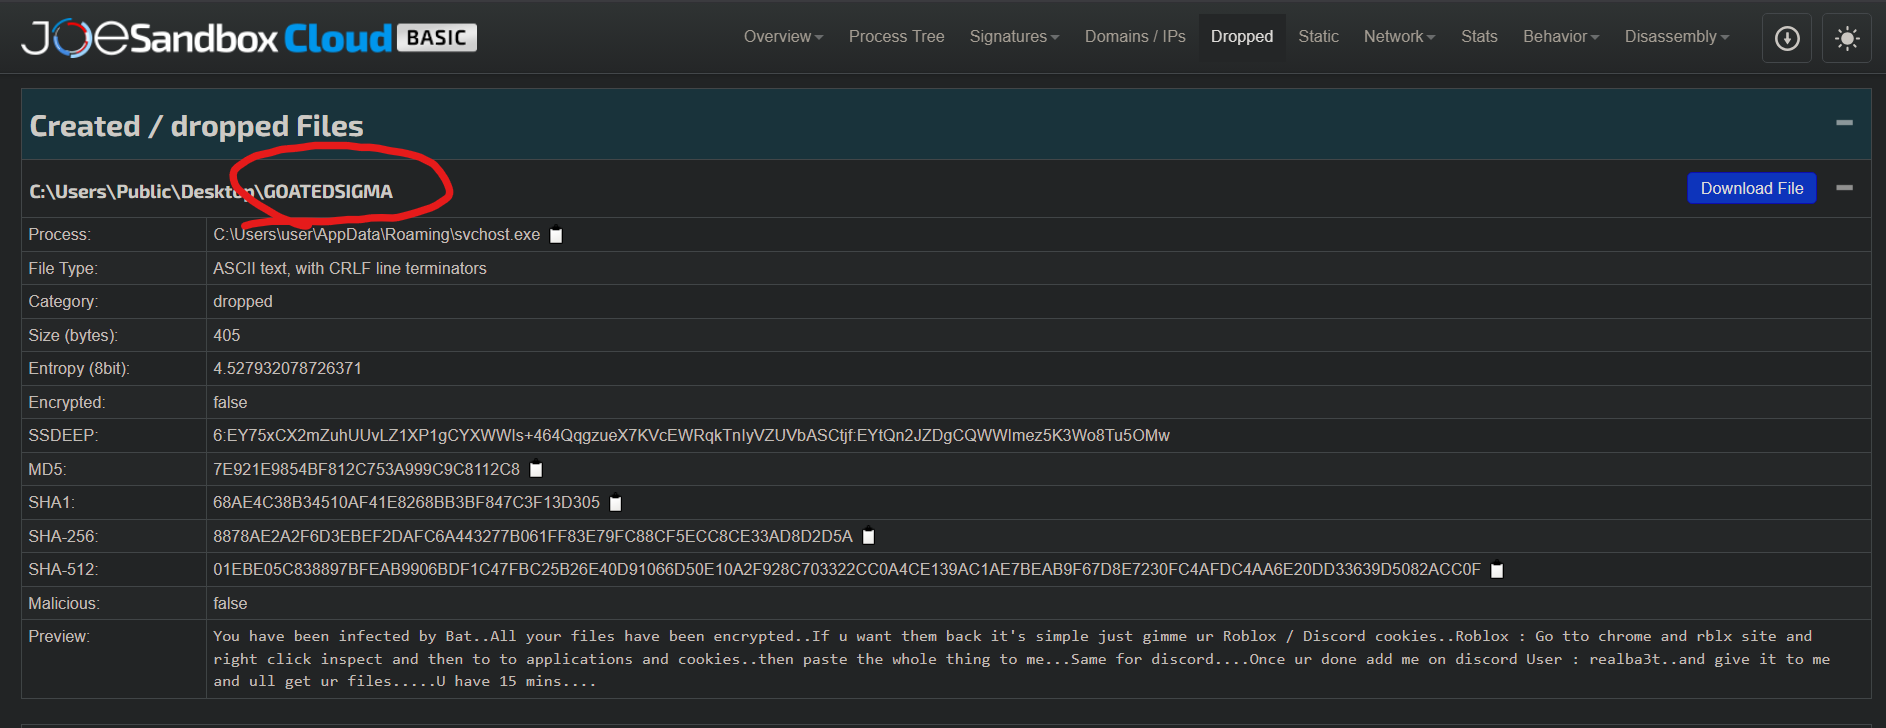 JOeSandbox Cloud BASIC
Overview Process Tree Signatures Domains / IPs Dropped Static Network Stats Behavior Disassembly
Created / dropped Files
C:\Users\Public\Desktop\GOATEDSIGMA
Download File
Process: C:\Users\user\AppData\Roaming\svchost.exe
File Type: ASCII text, with CRLF line terminators
Category: dropped
Size (bytes): 405
Entropy (8bit): 4.527932078726371
Encrypted: false
SSDEEP: 6:EY75xCX2mZuhUUvLZ1XP1gCYXWWIs+464QqgzueX7KVcEWRqkTnIyVZUVbASCtjf:EYtQn2JZDgCQWWImez5K3Wo8Tu5OMw
MD5: 7E921E9854BF812C753A999C9C8112C8
SHA1: 68AE4C38B34510AF41E8268BB3BF847C3F13D305
SHA-256: 8878AE2A2F6D3EBEF2DAFC6A443277B061FF83E79FC88CF5ECC8CE33AD8D2D5A
SHA-512: 01EBE05C838897BFEAB9906BDF1C47FBC25B26E40D91066D50E10A2F928C703322CC0A4CE139AC1AE7BEAB9F67D8E7230FC4AFDC4AA6E20DD33639D5082ACC0F
Malicious: false
Preview: You have been infected by Bat..All your files have been encrypted..If u want them back it's simple just gimme ur Roblox / Discord cookies..Roblox : Go tto chrome and rblx site and
right click inspect and then to to applications and cookies..then paste the whole thing to me...Same for discord....Once ur done add me on discord User : realba3t..and give it to me
and ull get ur files.....U have 15 mins....